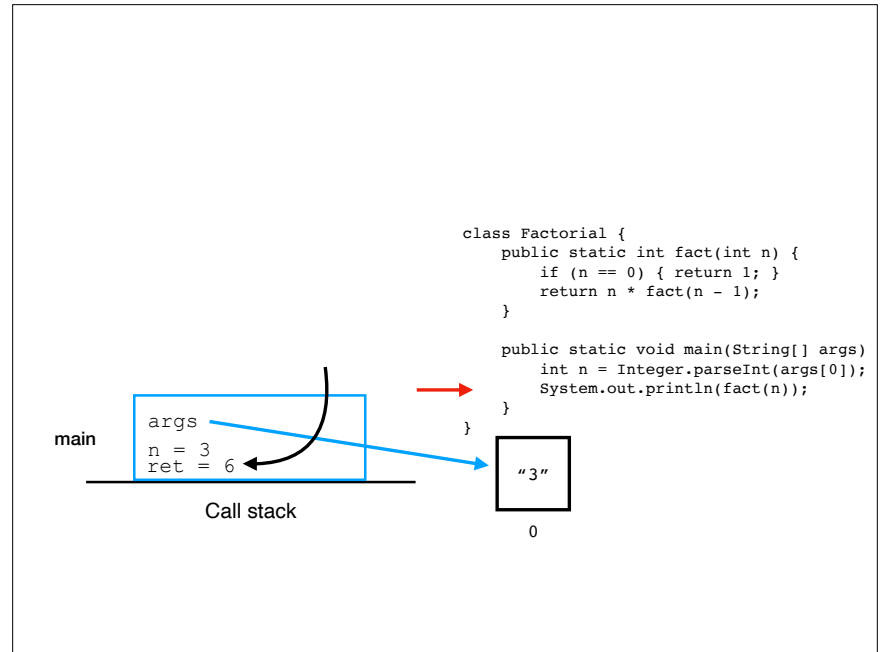 class Factorial {
    public static int fact(int n) {
        if (n == 0) { return 1; }
        return n * fact(n - 1);
    }
    public static void main(String[] args)
        int n = Integer.parseInt(args[0]);
        System.out.println(fact(n));
    }
}
main
args
n = 3
ret = 6
Call stack
“3”
0